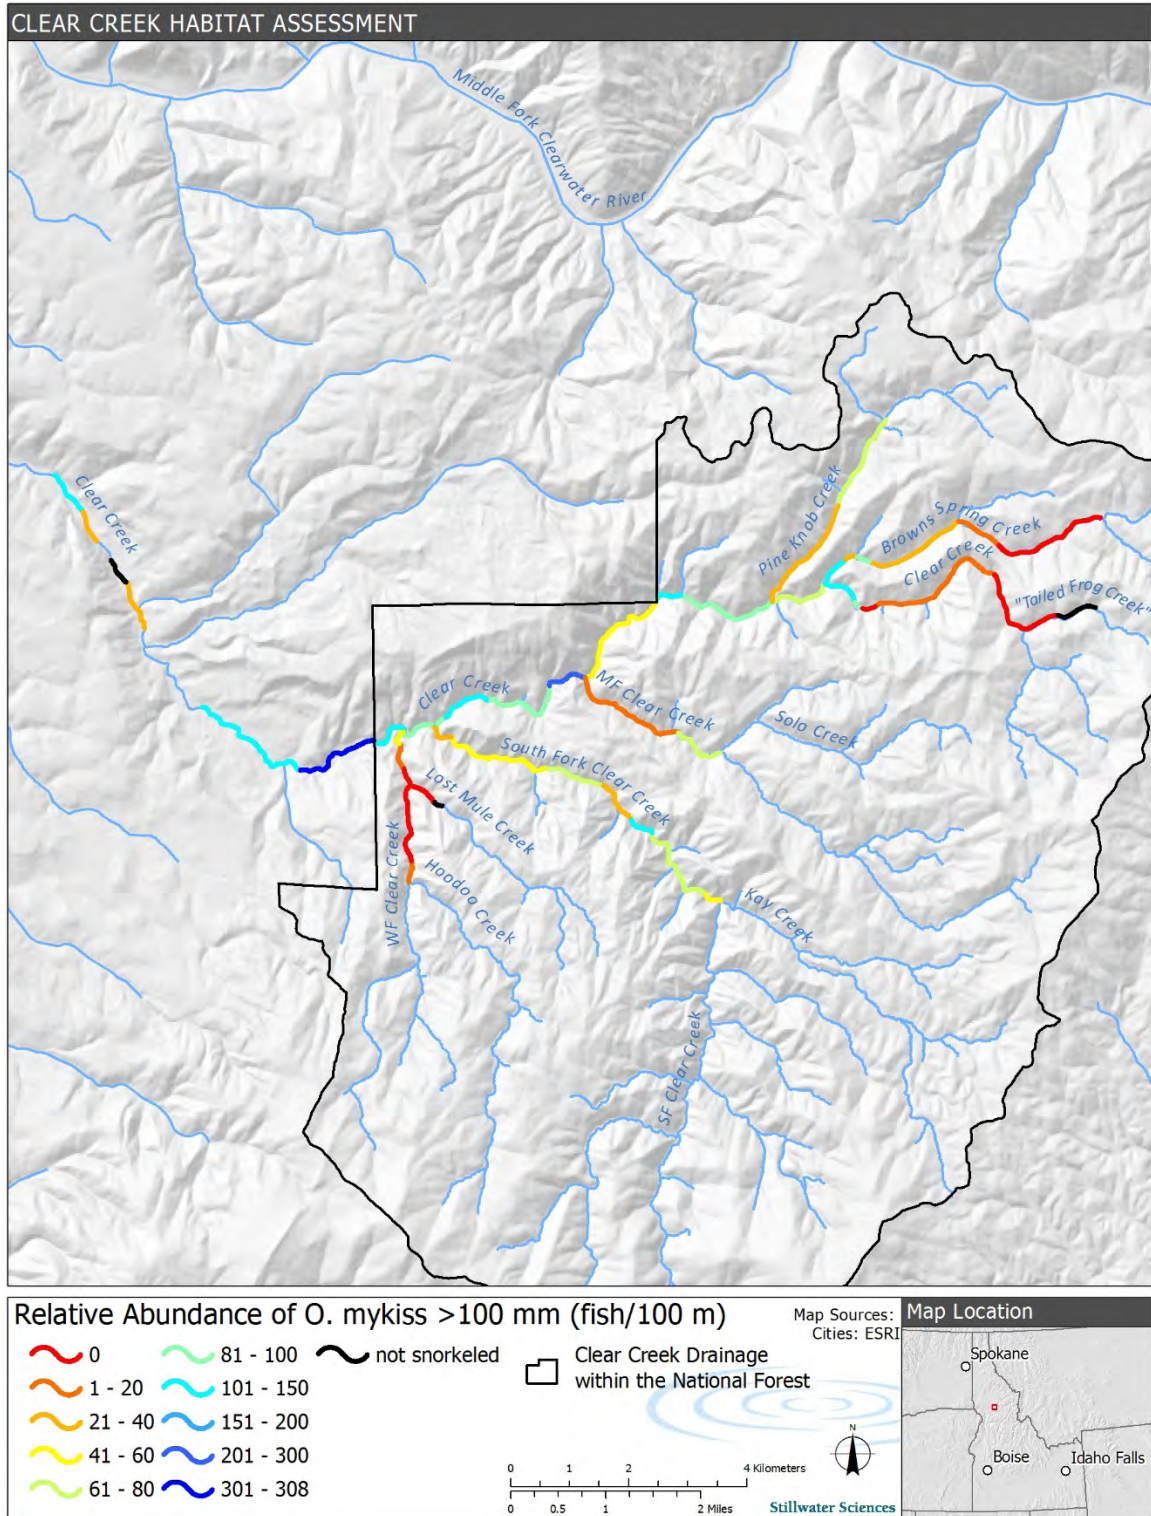 CLEAR CREEK HABITAT ASSESSMENT
Middle Fork Clearwater River
Clear Creek
Pine Knob Creek
Browns Spring Creek
Clear Creek
"Tailed Frog Creek"
MF Clear Creek
Clear Creek
Solo Creek
South Fork Clear Creek
Lost Mule Creek
WF Clear Creek
Hoodoo Creek
Kay Creek
SF Clear Creek
Relative Abundance of O. mykiss >100 mm (fish/100 m)
0
1 - 20
21 - 40
41 - 60
61 - 80
81 - 100
101 - 150
151 - 200
201 - 300
301 - 308
not snorkeled
Clear Creek Drainage
within the National Forest
Map Sources:
Cities: ESRI
N
0 1 2 4 Kilometers
0 0.5 1 2 Miles
Stillwater Sciences
Map Location
Spokane
Boise
Idaho Falls